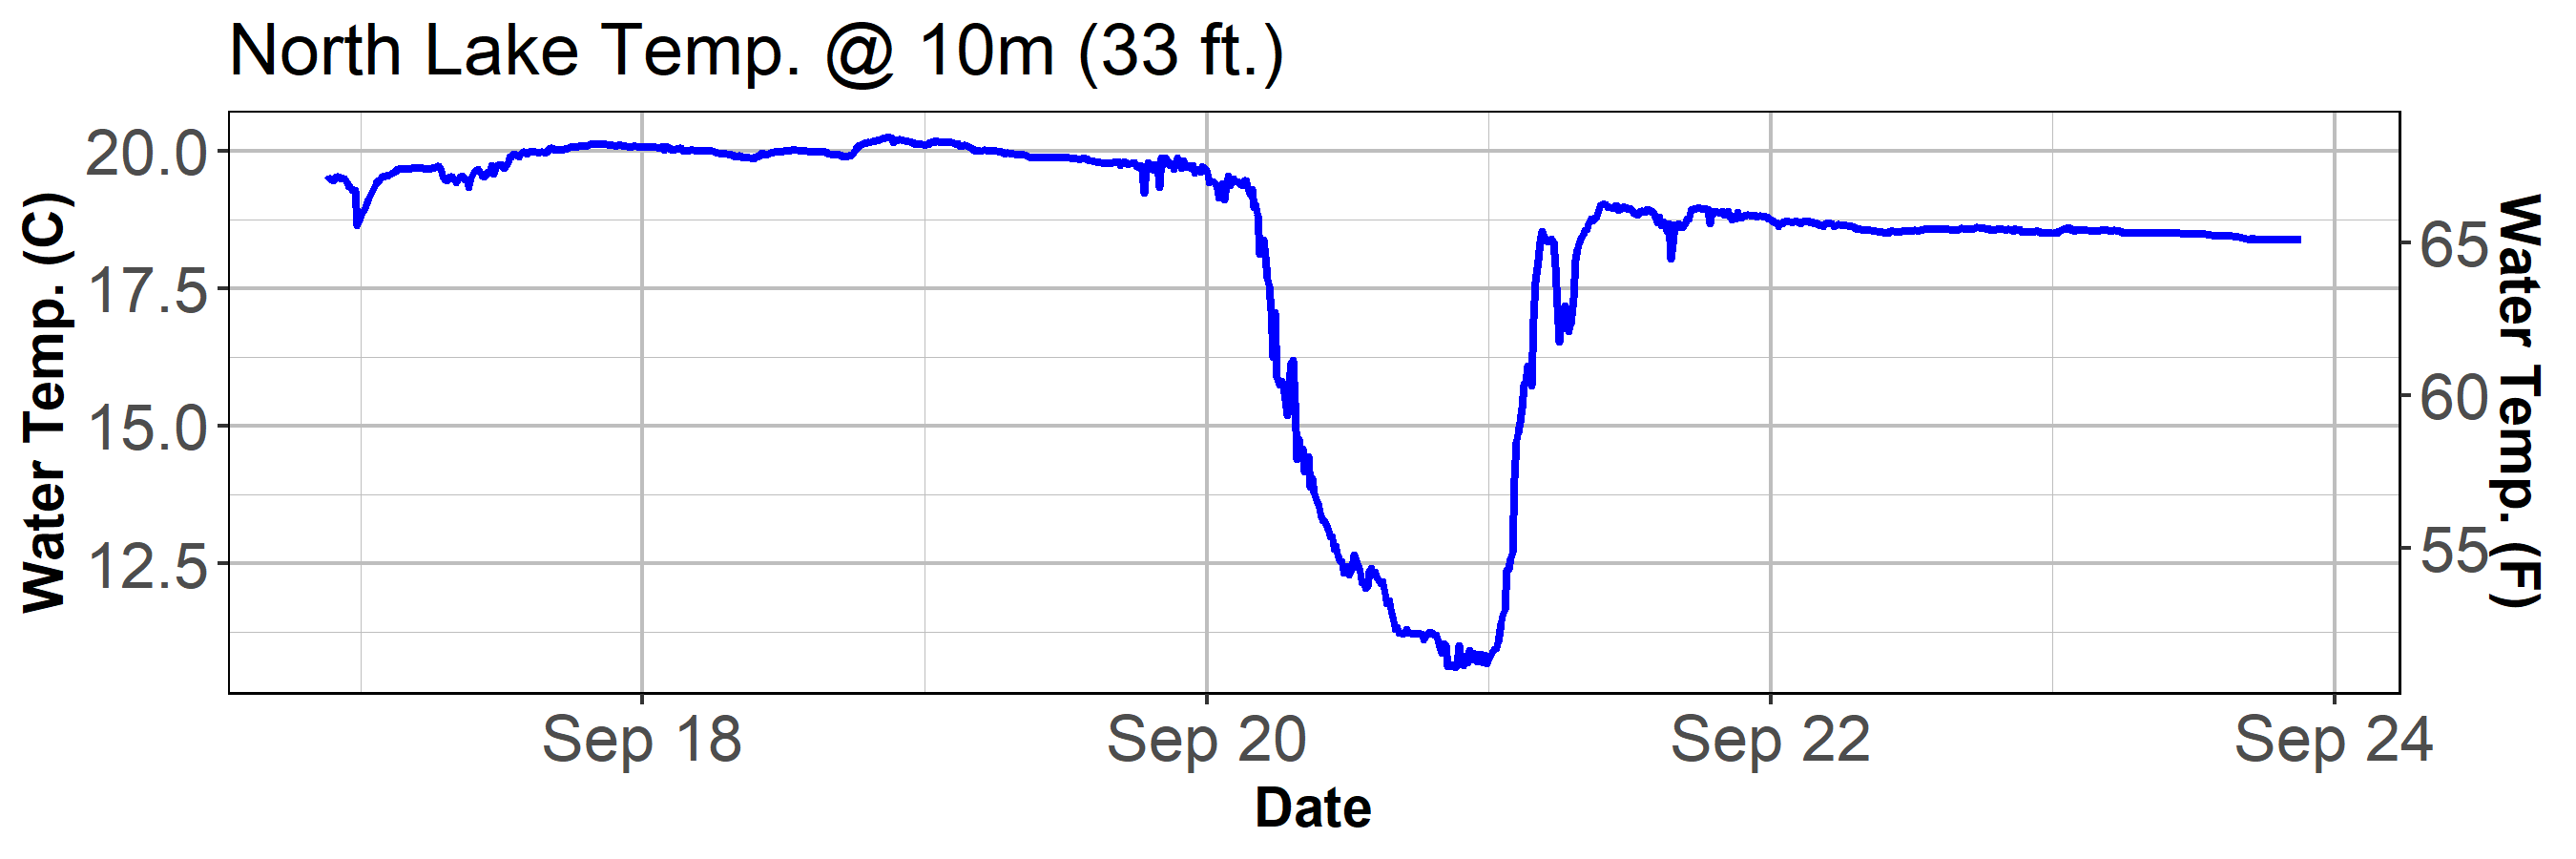 North Lake Temp. @ 10m (33 ft.)
Water Temp. (C)
20.0
17.5
15.0
12.5
65
60
55
Water Temp. (F)
Sep 18
Sep 20
Sep 22
Sep 24
Date